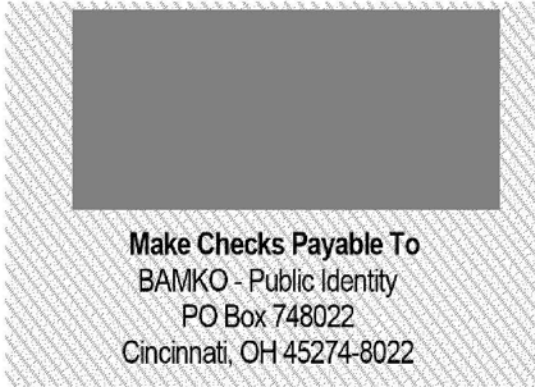 Make Checks Payable To
BAMKO - Public Identity
PO Box 748022
Cincinnati, OH 45274-8022